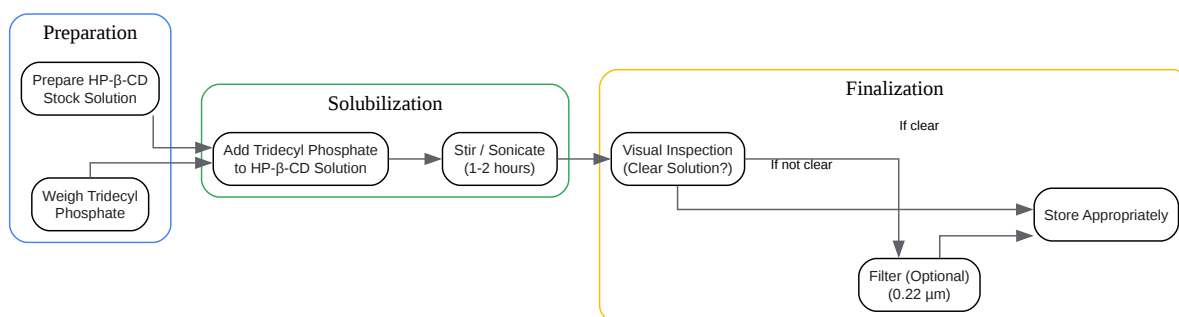 Preparation
Prepare HP-β-CD
Stock Solution
Weigh Tridecyl
Phosphate
Solubilization
Add Tridecyl Phosphate
to HP-β-CD Solution
Stir / Sonicate
(1-2 hours)
Finalization
If clear
Visual Inspection
(Clear Solution?)
If not clear
Store Appropriately
Filter (Optional)
(0.22 µm)